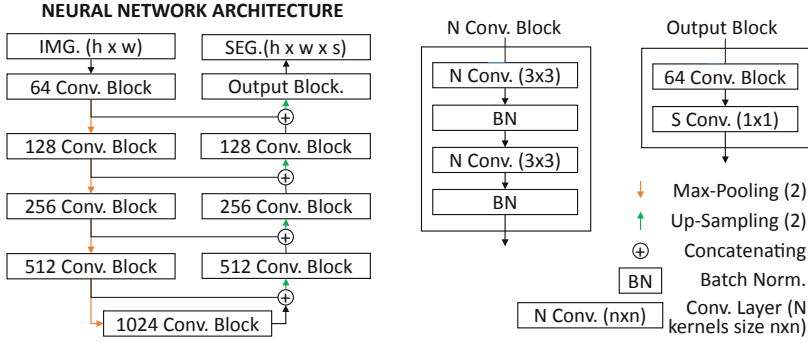 NEURAL NETWORK ARCHITECTURE
IMG. (h x w)
SEG.(h x w x s)
64 Conv. Block
Output Block.
128 Conv. Block
128 Conv. Block
256 Conv. Block
256 Conv. Block
512 Conv. Block
512 Conv. Block
1024 Conv. Block
N Conv. Block
N Conv. (3x3)
BN
N Conv. (3x3)
BN
Output Block
64 Conv. Block
S Conv. (1x1)
Max-Pooling (2)
Up-Sampling (2)
Concatenating
BN
Batch Norm.
N Conv. (nxn)
Conv. Layer (N
kernels size nxn)